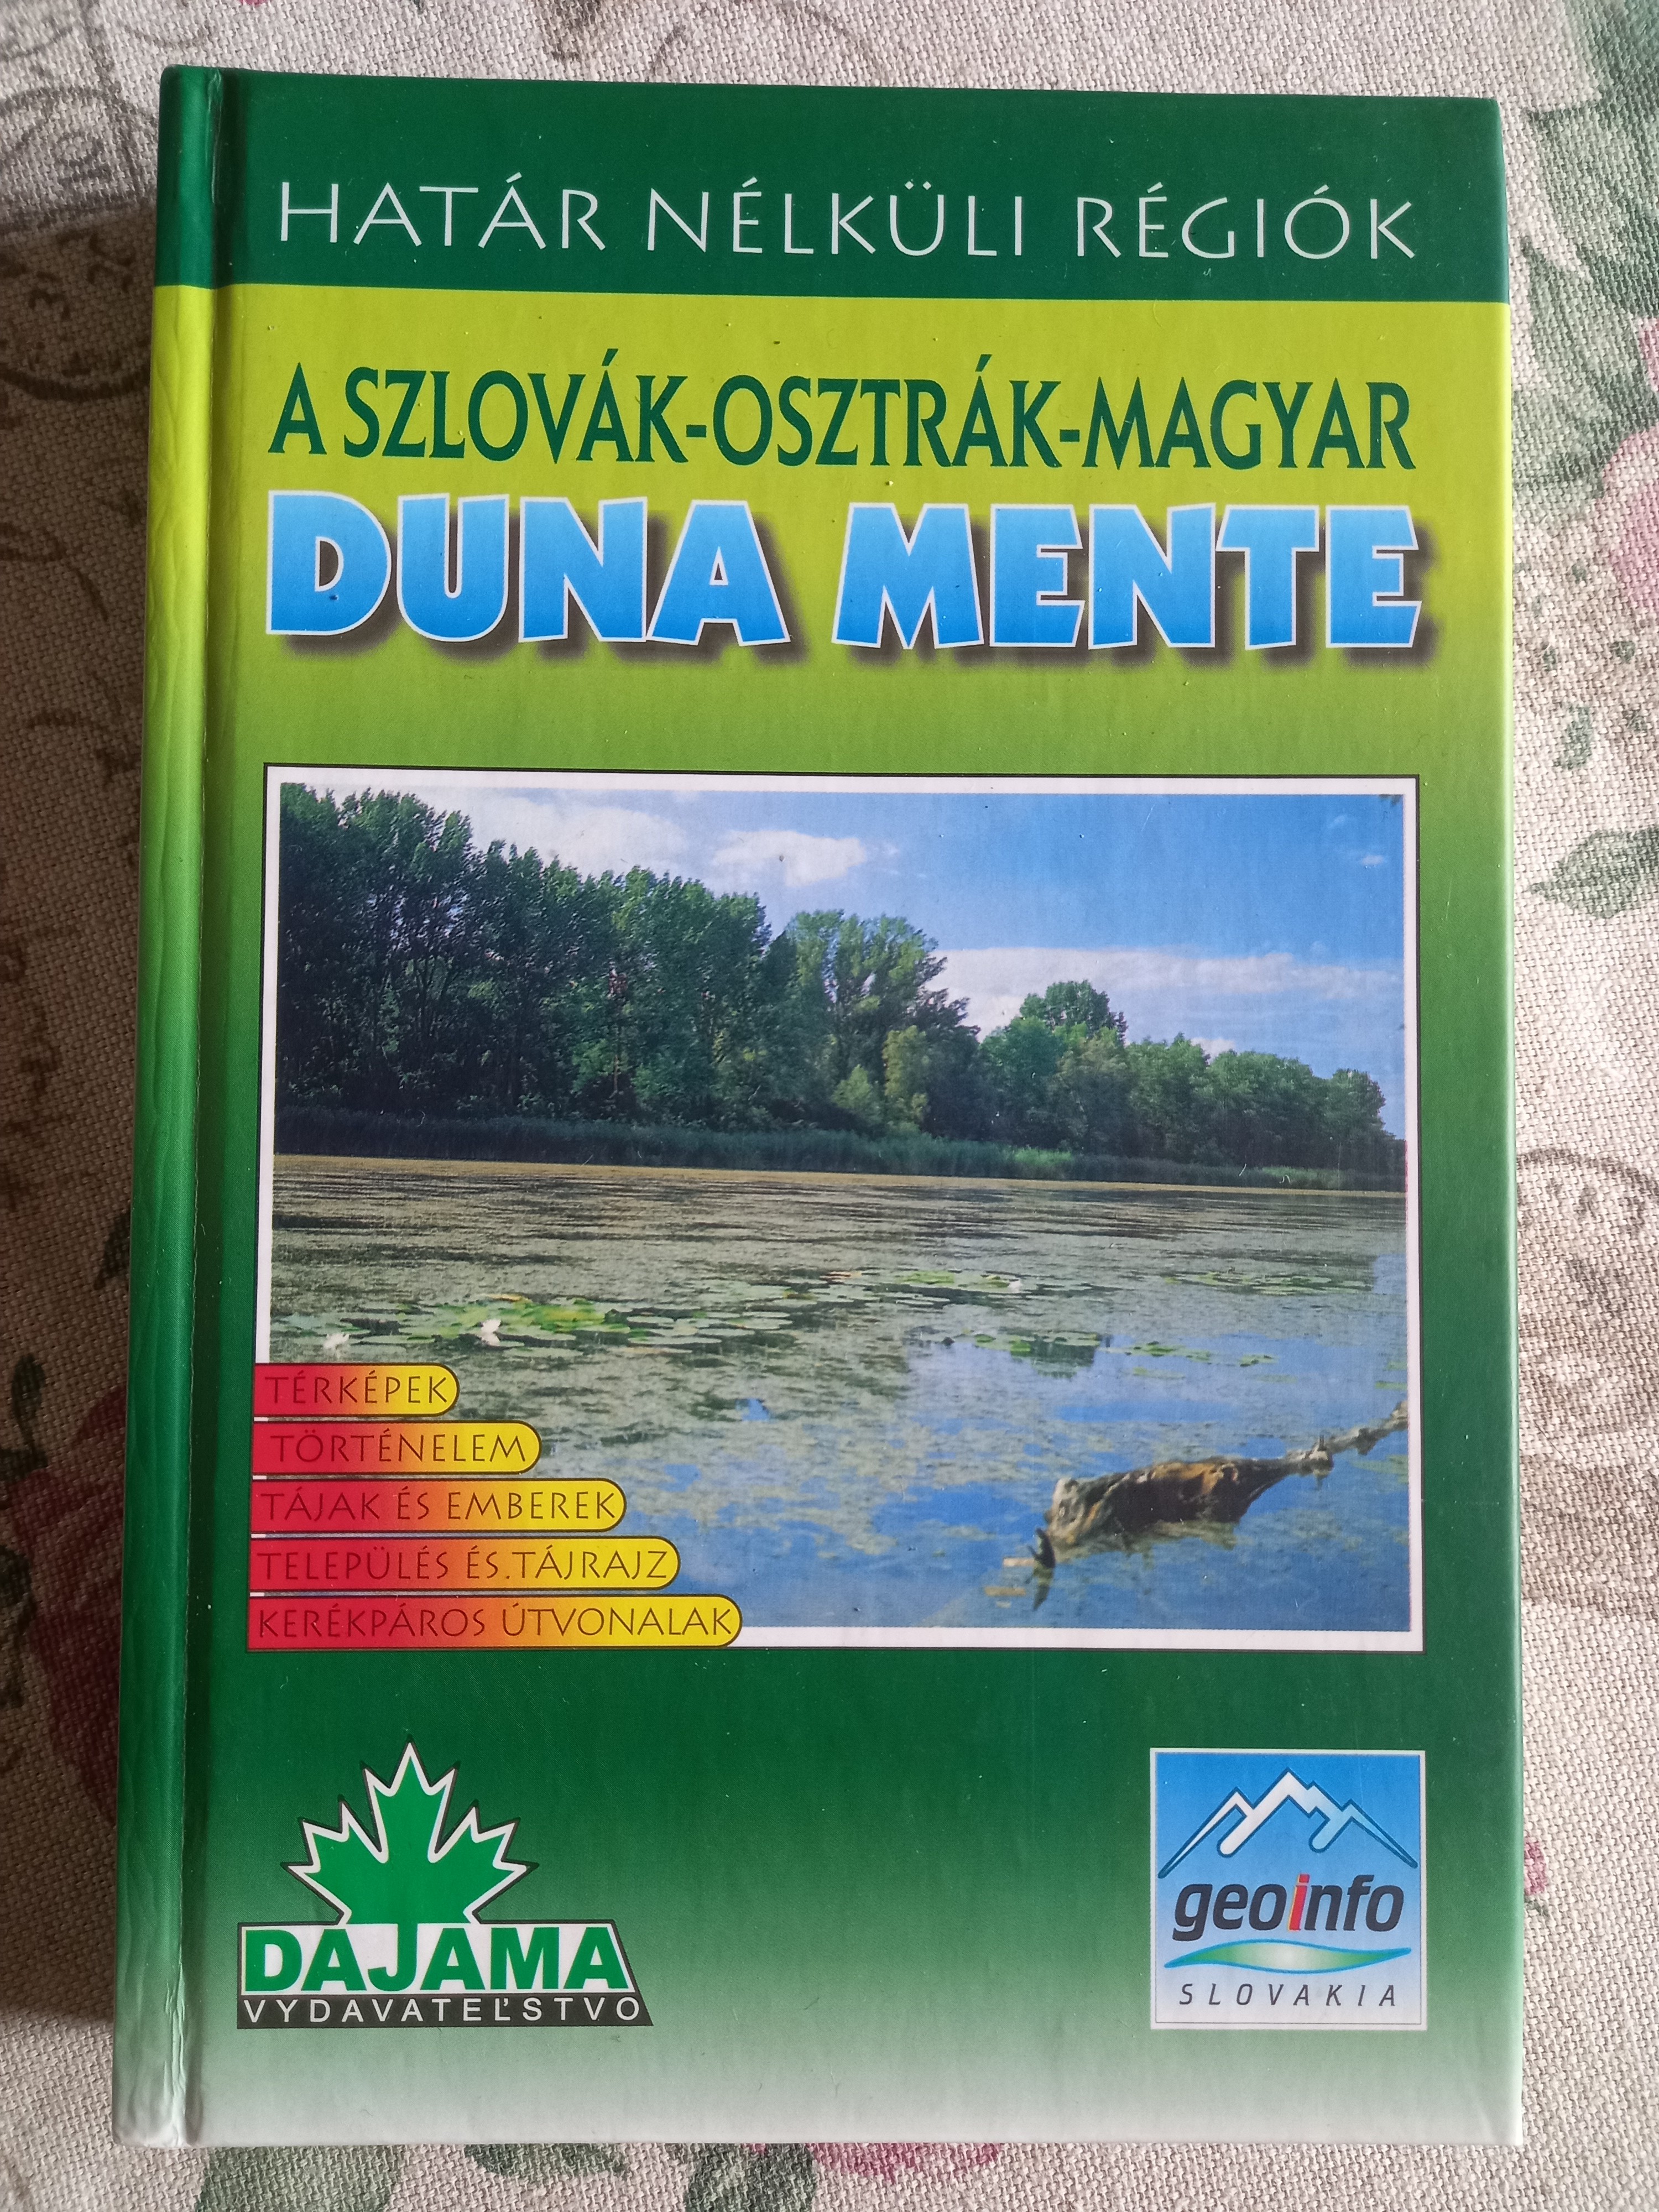 HATÁR NÉLKÜLI RÉGIÓK
A SZLOVÁK-OSZTRÁK-MAGYAR
DUNA MENTE
TÉRKÉPEK
TÖRTÉNELEM
TÁJAK ÉS EMBEREK
TELEPÜLÉS ÉS.TÁJRAJZ
KERÉKPÁROS ÚTVONALAK
DAJAMA
VYDAVATEĽSTVO
geoinfo
SLOVAKIA